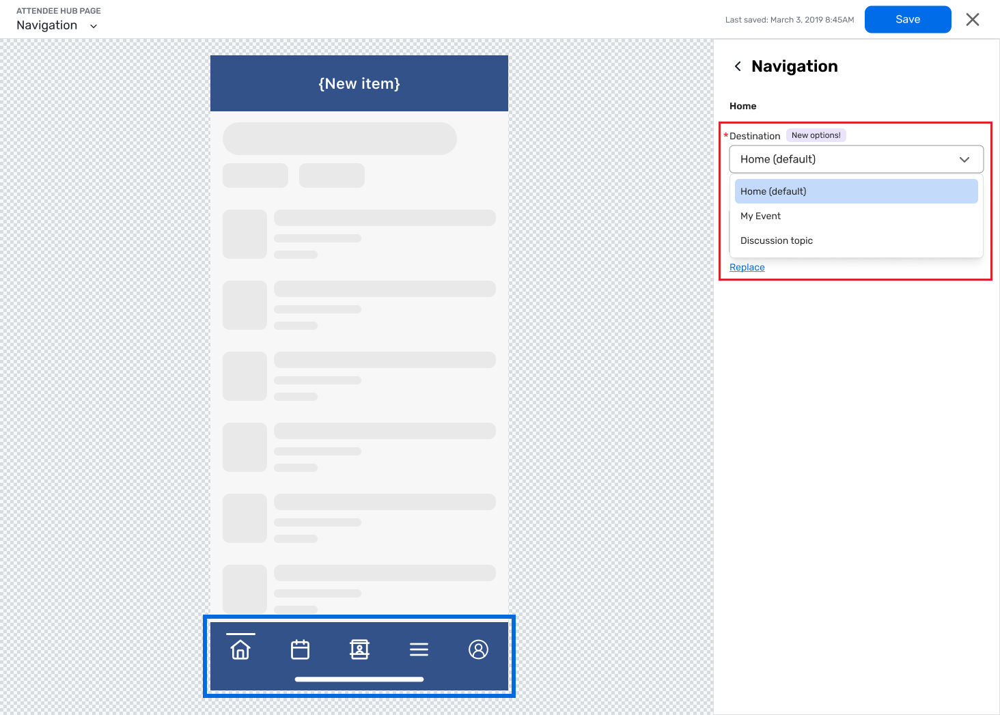 ATTENDEE HUB PAGE
Navigation
Last saved: March 3, 2019 8:45AM
Save
{New item}
Navigation
Home
*Destination New options!
Home (default)
Home (default)
My Event
Discussion topic
Replace